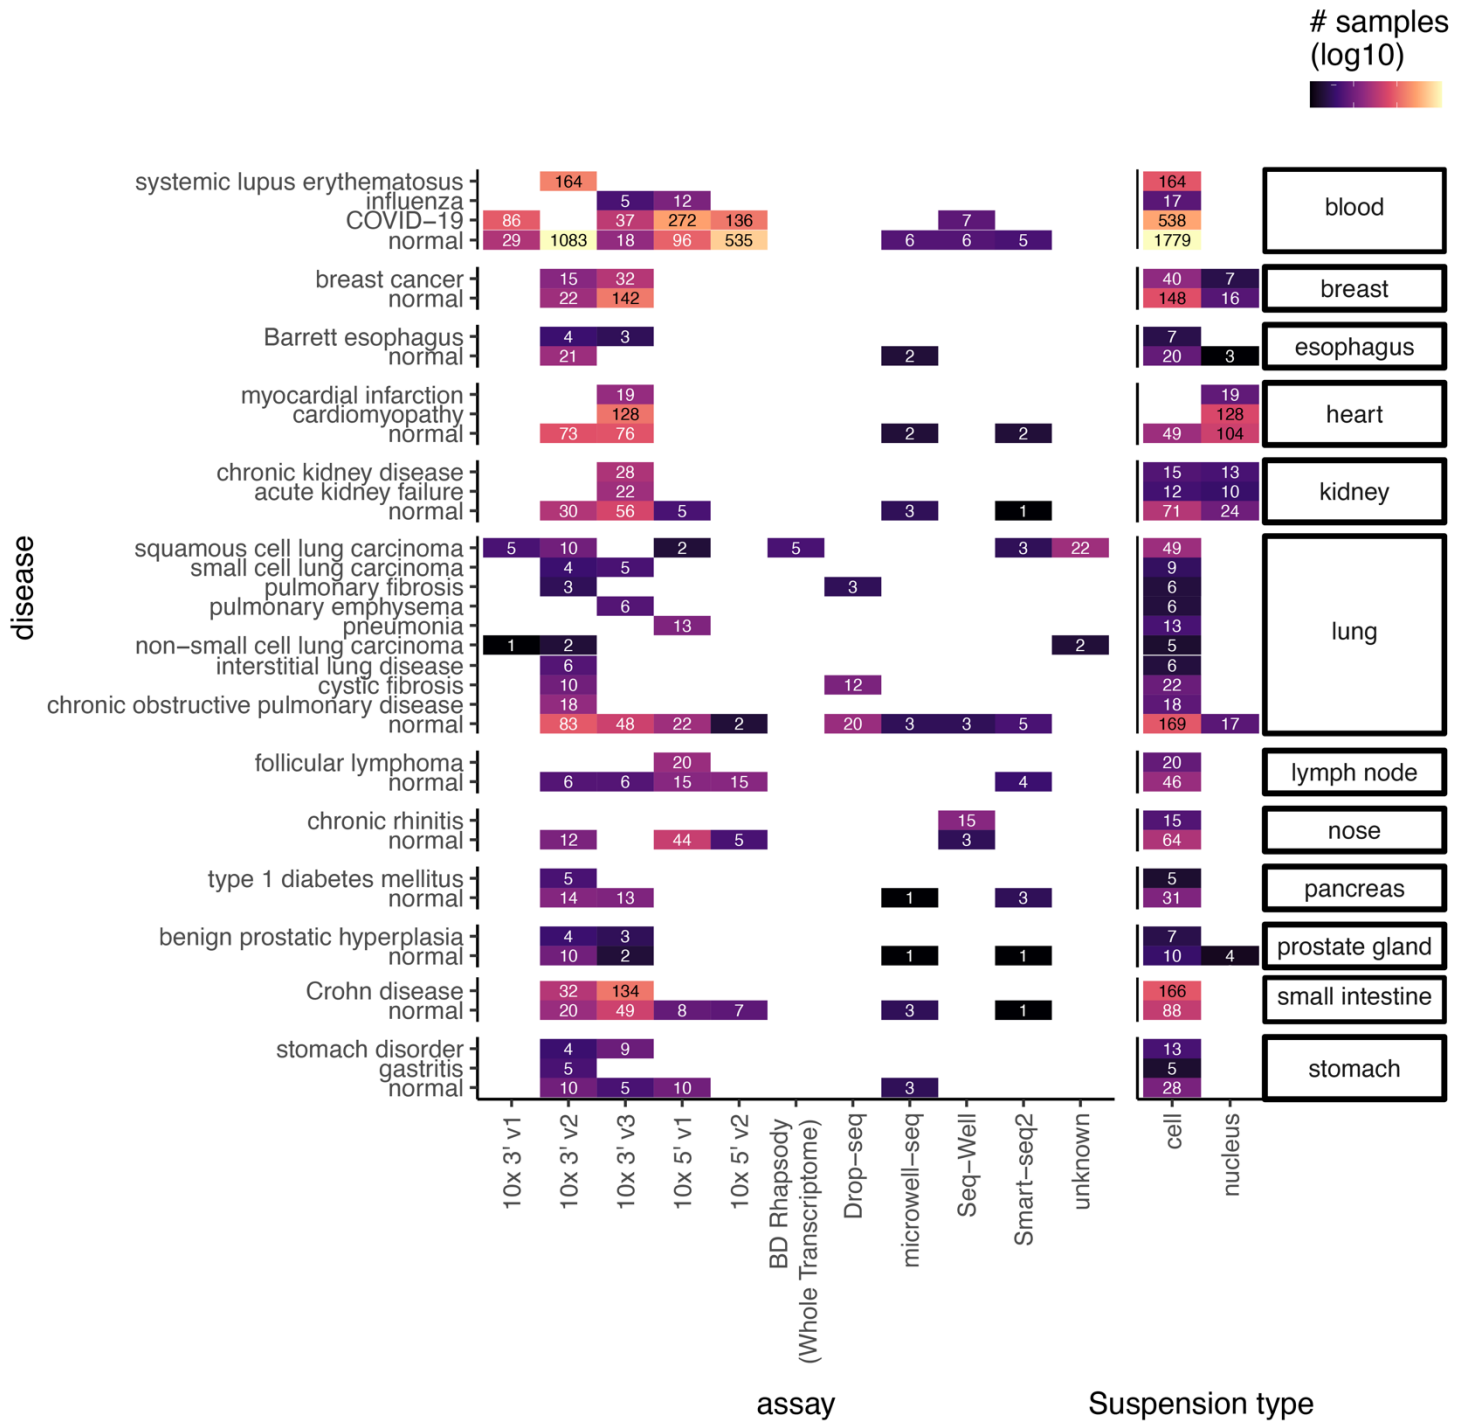 # samples
(log10)
systemic lupus erythematosus 164 164
influenza 5 12 17
COVID−19 86 37 272 136 7 538
normal 29 1083 18 96 535 6 6 5 1779
blood
breast cancer 15 32 40 7
normal 22 142 148 16
breast
Barrett esophagus 4 3 7
normal 21 2 20 3
esophagus
myocardial infarction 19 19
cardiomyopathy 128 128
normal 73 76 2 2 49 104
heart
chronic kidney disease 28 15 13
acute kidney failure 22 12 10
normal 30 56 5 3 1 71 24
kidney
squamous cell lung carcinoma 5 10 2 5 3 22 49
small cell lung carcinoma 4 5 9
pulmonary fibrosis 3 3 6
pulmonary emphysema 6 6
pneumonia 13 13
non−small cell lung carcinoma 1 2 2 5
interstitial lung disease 6 6
cystic fibrosis 10 12 22
chronic obstructive pulmonary disease 18 18
normal 83 48 22 2 20 3 3 5 169 17
lung
follicular lymphoma 20 20
normal 6 6 15 15 4 46
lymph node
chronic rhinitis 15 15
normal 12 44 5 3 64
nose
type 1 diabetes mellitus 5 5
normal 14 13 1 3 31
pancreas
benign prostatic hyperplasia 4 3 7
normal 10 2 1 1 10 4
prostate gland
Crohn disease 32 134 166
normal 20 49 8 7 3 1 88
small intestine
stomach disorder 4 9 13
gastritis 5 5
normal 10 5 10 3 28
stomach
disease
10x 3' v1
10x 3' v2
10x 3' v3
10x 5' v1
10x 5' v2
BD Rhapsody
(Whole Transcriptome)
Drop−seq
microwell−seq
Seq−Well
Smart−seq2
unknown
cell
nucleus
assay
Suspension type